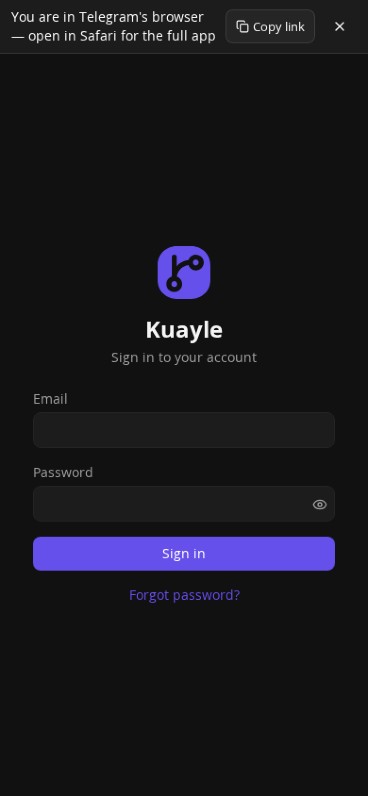 You are in Telegram's browser
— open in Safari for the full app
Copy link
Kuayle
Sign in to your account
Email
Password
Sign in
Forgot password?